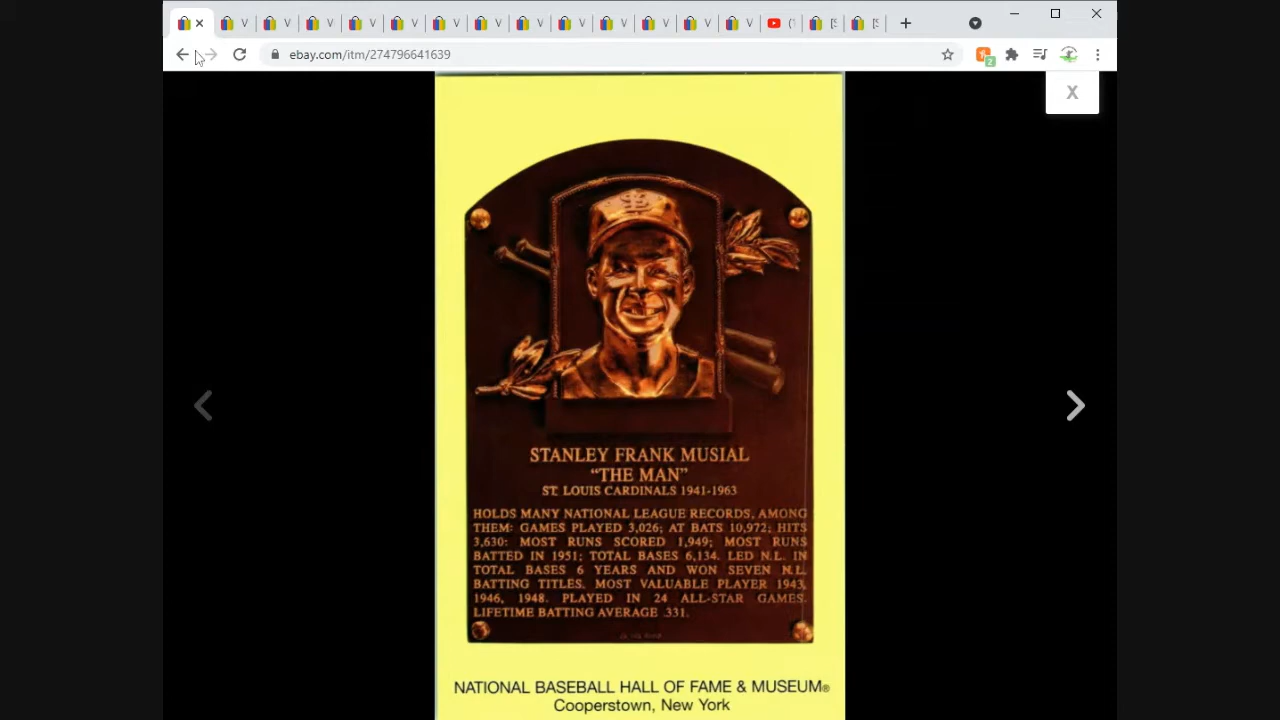 V
V
V
V
V
V
V
V
V
V
V
V
V
(1
[S
[S
ebay.com/itm/274796641639
2
X
STANLEY FRANK MUSIAL
“THE MAN”
ST. LOUIS CARDINALS 1941-1963
HOLDS MANY NATIONAL LEAGUE RECORDS, AMONG
THEM: GAMES PLAYED 3,026; AT BATS 10,972; HITS
3,630: MOST RUNS SCORED 1,949; MOST RUNS
BATTED IN 1951; TOTAL BASES 6,134. LED N.L. IN
TOTAL BASES 6 YEARS AND WON SEVEN N.L.
BATTING TITLES. MOST VALUABLE PLAYER 1943,
1946, 1948. PLAYED IN 24 ALL-STAR GAMES.
LIFETIME BATTING AVERAGE .331.
NATIONAL BASEBALL HALL OF FAME & MUSEUM®
Cooperstown, New York